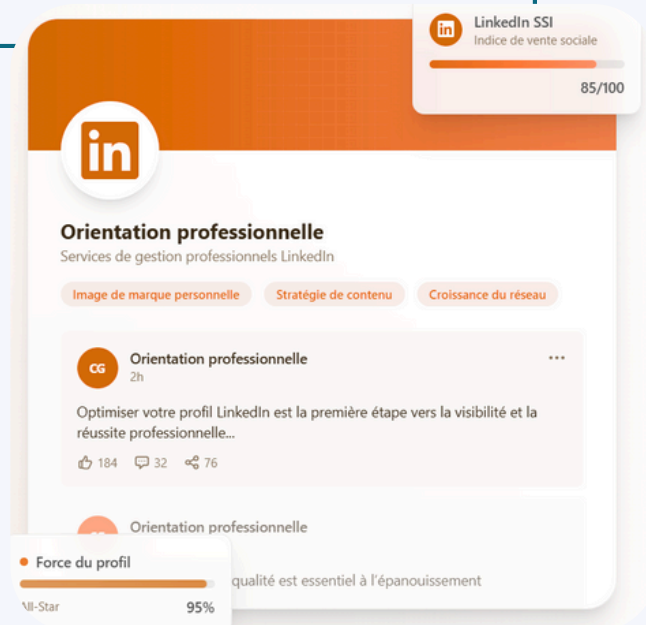 LinkedIn SSI
Indice de vente sociale
85/100
in
in
Orientation professionnelle
Services de gestion professionnels LinkedIn
Image de marque personnelle
Stratégie de contenu
Croissance du réseau
CG
Orientation professionnelle
2h
Optimiser votre profil LinkedIn est la première étape vers la visibilité et la
réussite professionnelle...
184 32 76
Orientation professionnelle
qualité est essentiel à l'épanouissement
Force du profil
All-Star 95%